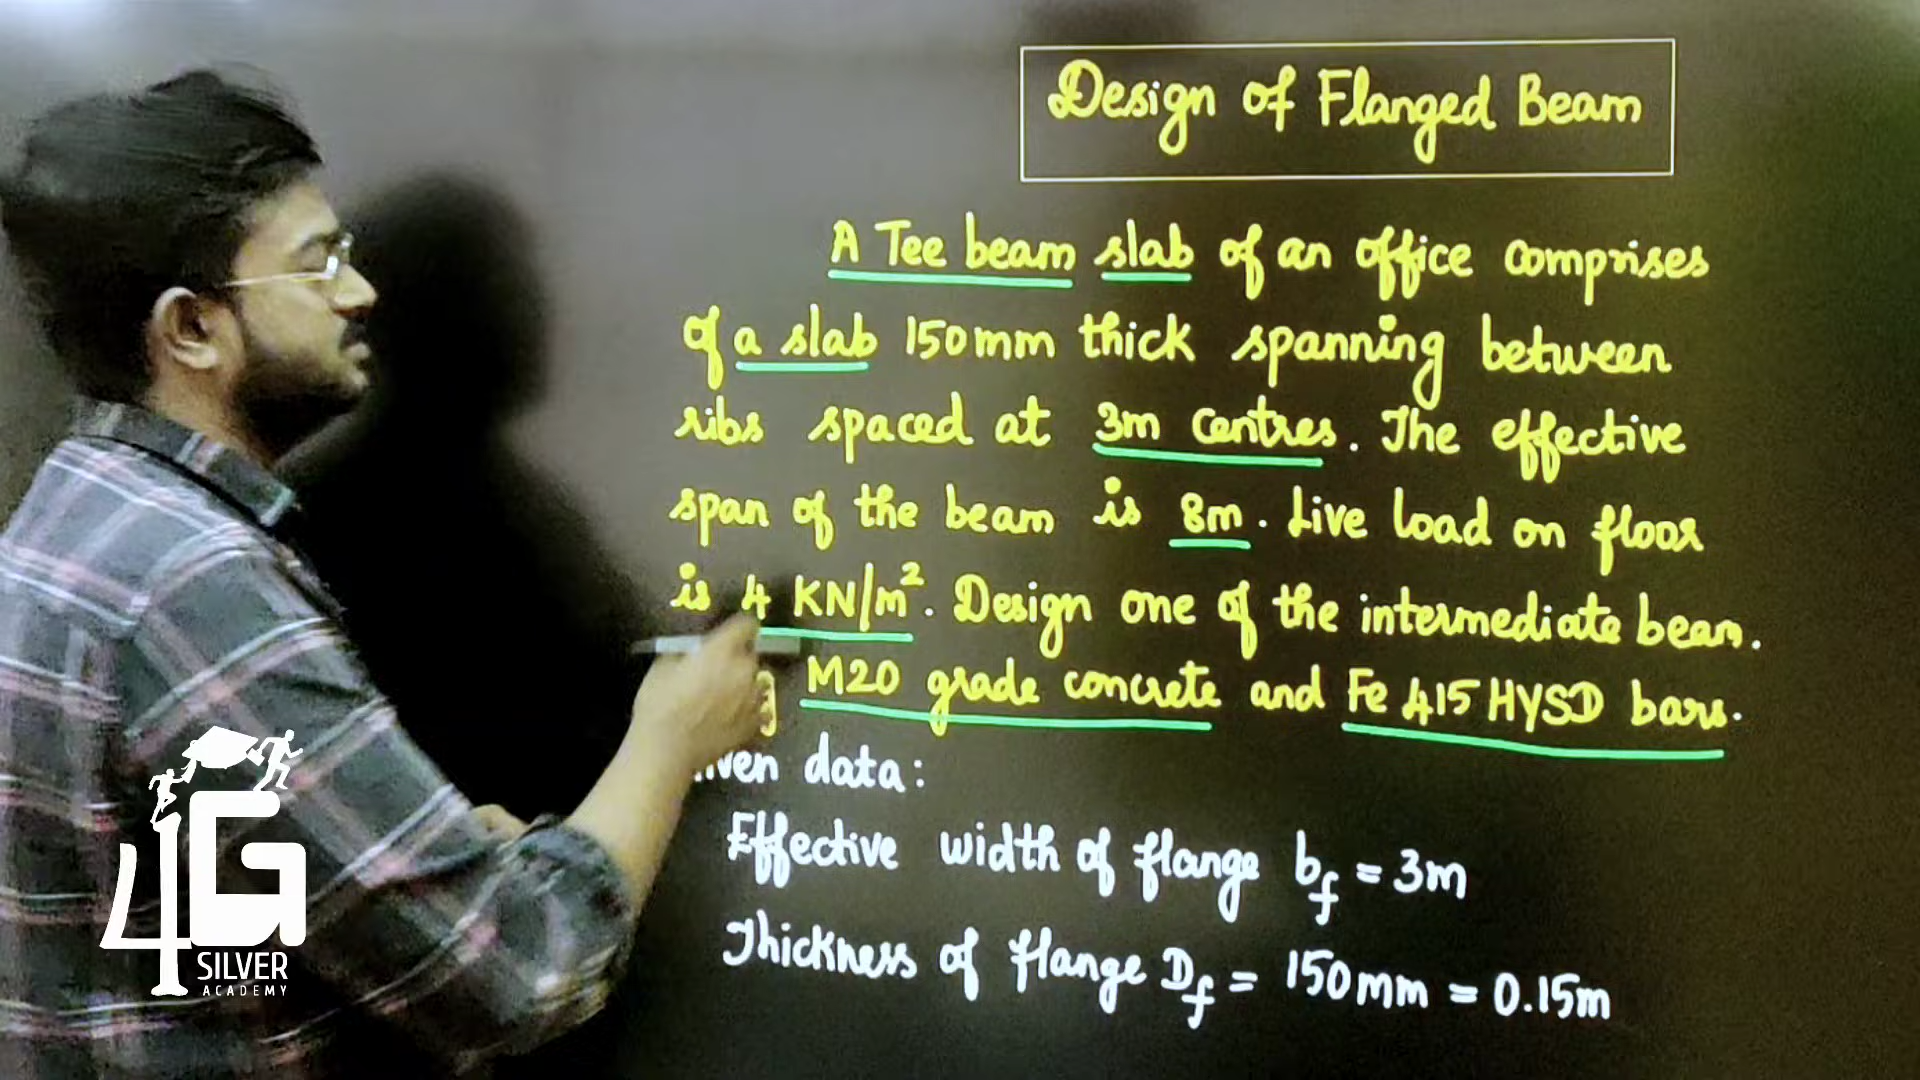 Design of Flanged Beam
A Tee beam slab of an office comprises
of a slab 150mm thick spanning between
ribs spaced at 3m centres. The effective
span of the beam is 8m. Live load on floor
is 4 KN/m². Design one of the intermediate beam.
M20 grade concrete and Fe 415 HYSD bars.
data:
Effective width of flange bf = 3m
Thickness of flange Df = 150mm = 0.15m
4G
SILVER
ACADEMY